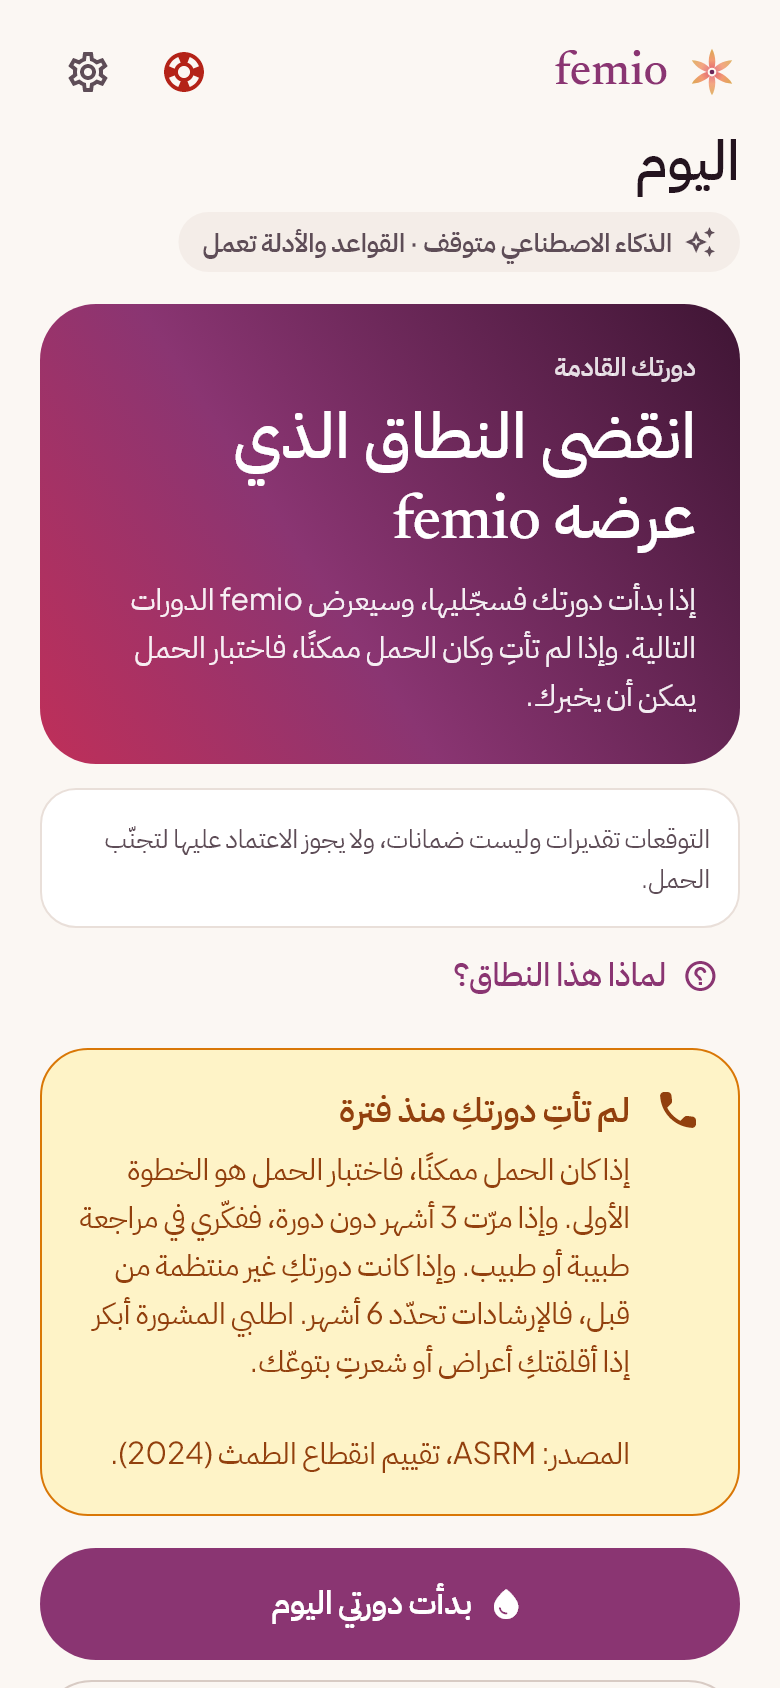 femio
اليوم
الذكاء الاصطناعي متوقف · القواعد والأدلة تعمل
دورتك القادمة
انقضى النطاق الذي
عرضه femio
إذا بدأت دورتك فسجّليها، وسيعرض femio الدورات
التالية. وإذا لم تأتِ وكان الحمل ممكنًا، فاختبار الحمل
يمكن أن يخبرك.
التوقعات تقديرات وليست ضمانات، ولا يجوز الاعتماد عليها لتجنّب
الحمل.
لماذا هذا النطاق؟
لم تأتِ دورتكِ منذ فترة
إذا كان الحمل ممكنًا، فاختبار الحمل هو الخطوة
الأولى. وإذا مرّت 3 أشهر دون دورة، ففكّري في مراجعة
طبيبة أو طبيب. وإذا كانت دورتكِ غير منتظمة من
قبل، فالإرشادات تحدّد 6 أشهر. اطلبي المشورة أبكر
إذا أقلقتكِ أعراض أو شعرتِ بتوعّك.
المصدر: ASRM، تقييم انقطاع الطمث (2024).
بدأت دورتي اليوم